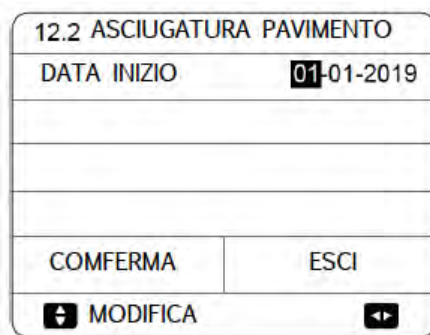 12.2 ASCIUGATURA PAVIMENTO
DATA INIZIO 01-01-2019
COMFERMA ESCI
MODIFICA